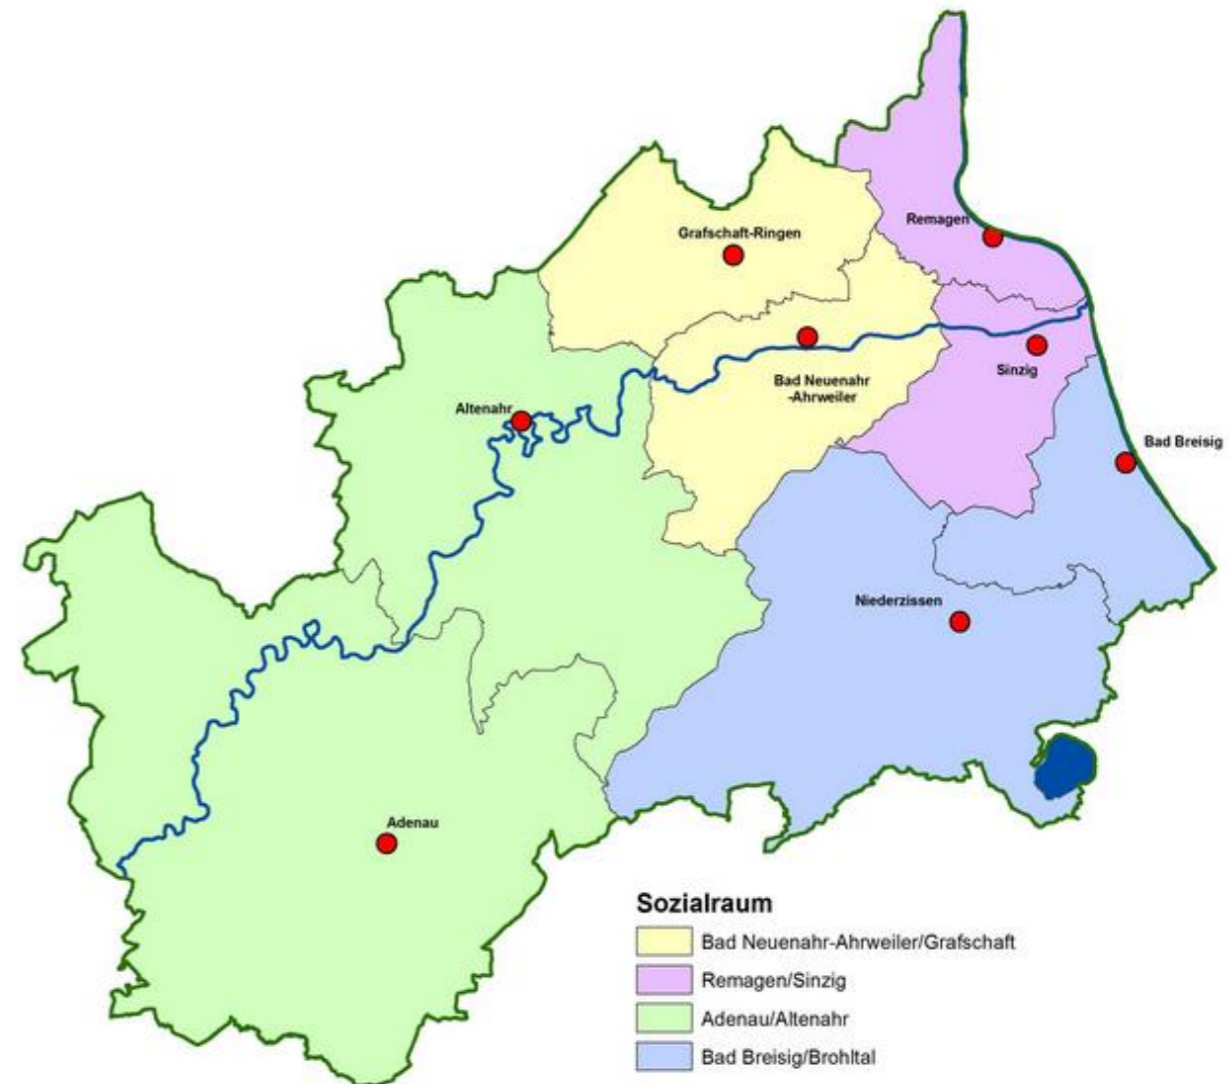 Remagen
Grafschaft-Ringen
Bad Neuenahr
-Ahrweiler
Sinzig
Altenahr
Bad Breisig
Niederzissen
Adenau
Sozialraum
Bad Neuenahr-Ahrweiler/Grafschaft
Remagen/Sinzig
Adenau/Altenahr
Bad Breisig/Brohltal